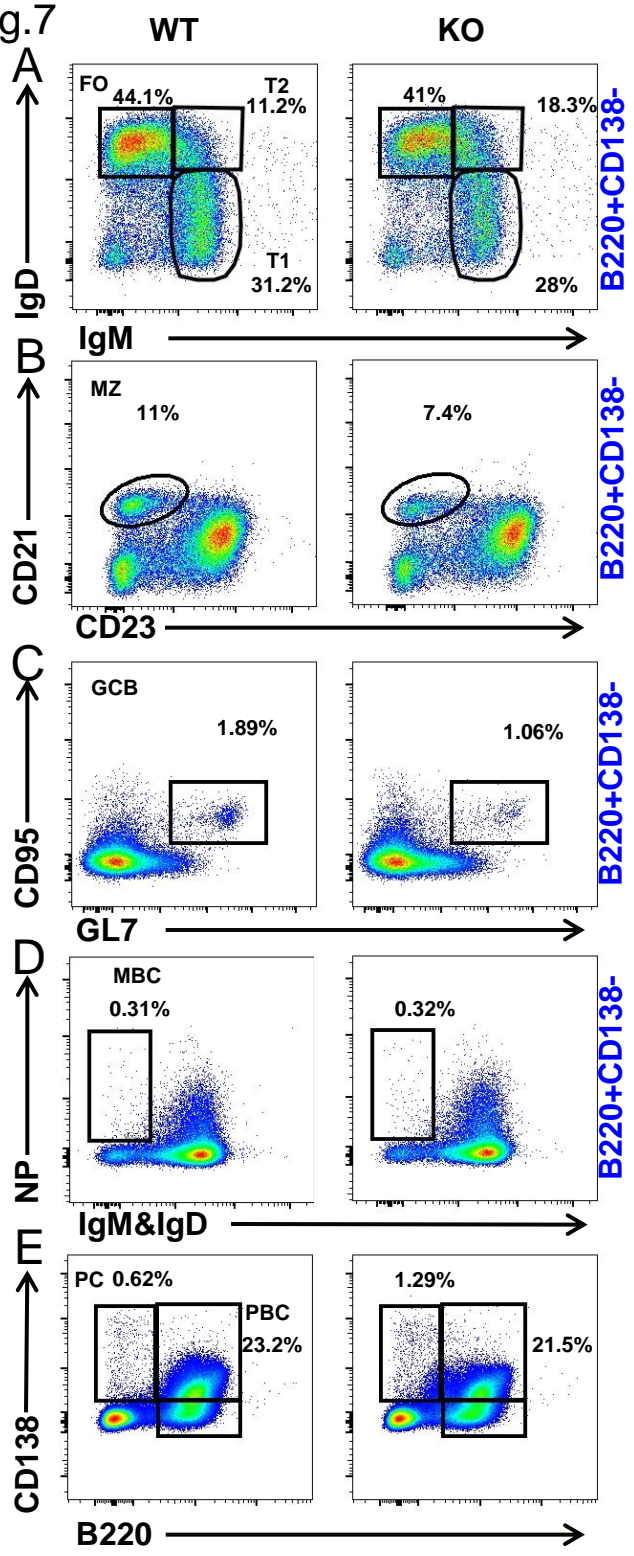 g.7
WT KO
A
FO
44.1%
T2
11.2%
T1
31.2%
41%
18.3%
28%
IgD
IgM
B220+CD138-
B
MZ
11%
7.4%
CD21
CD23
B220+CD138-
C
GCB
1.89%
1.06%
CD95
GL7
B220+CD138-
D
MBC
0.31%
0.32%
NP
IgM&IgD
B220+CD138-
E
PC 0.62%
PBC
23.2%
1.29%
21.5%
CD138
B220